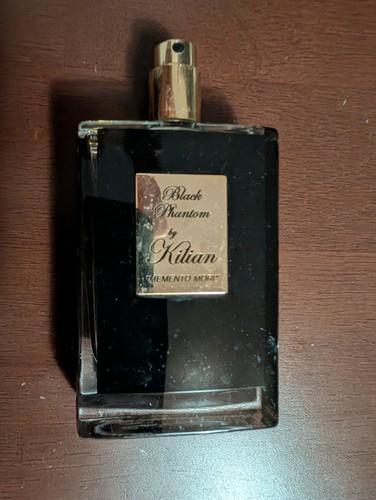 Black
Phantom
by
Kilian
"MEMENTO MORI"